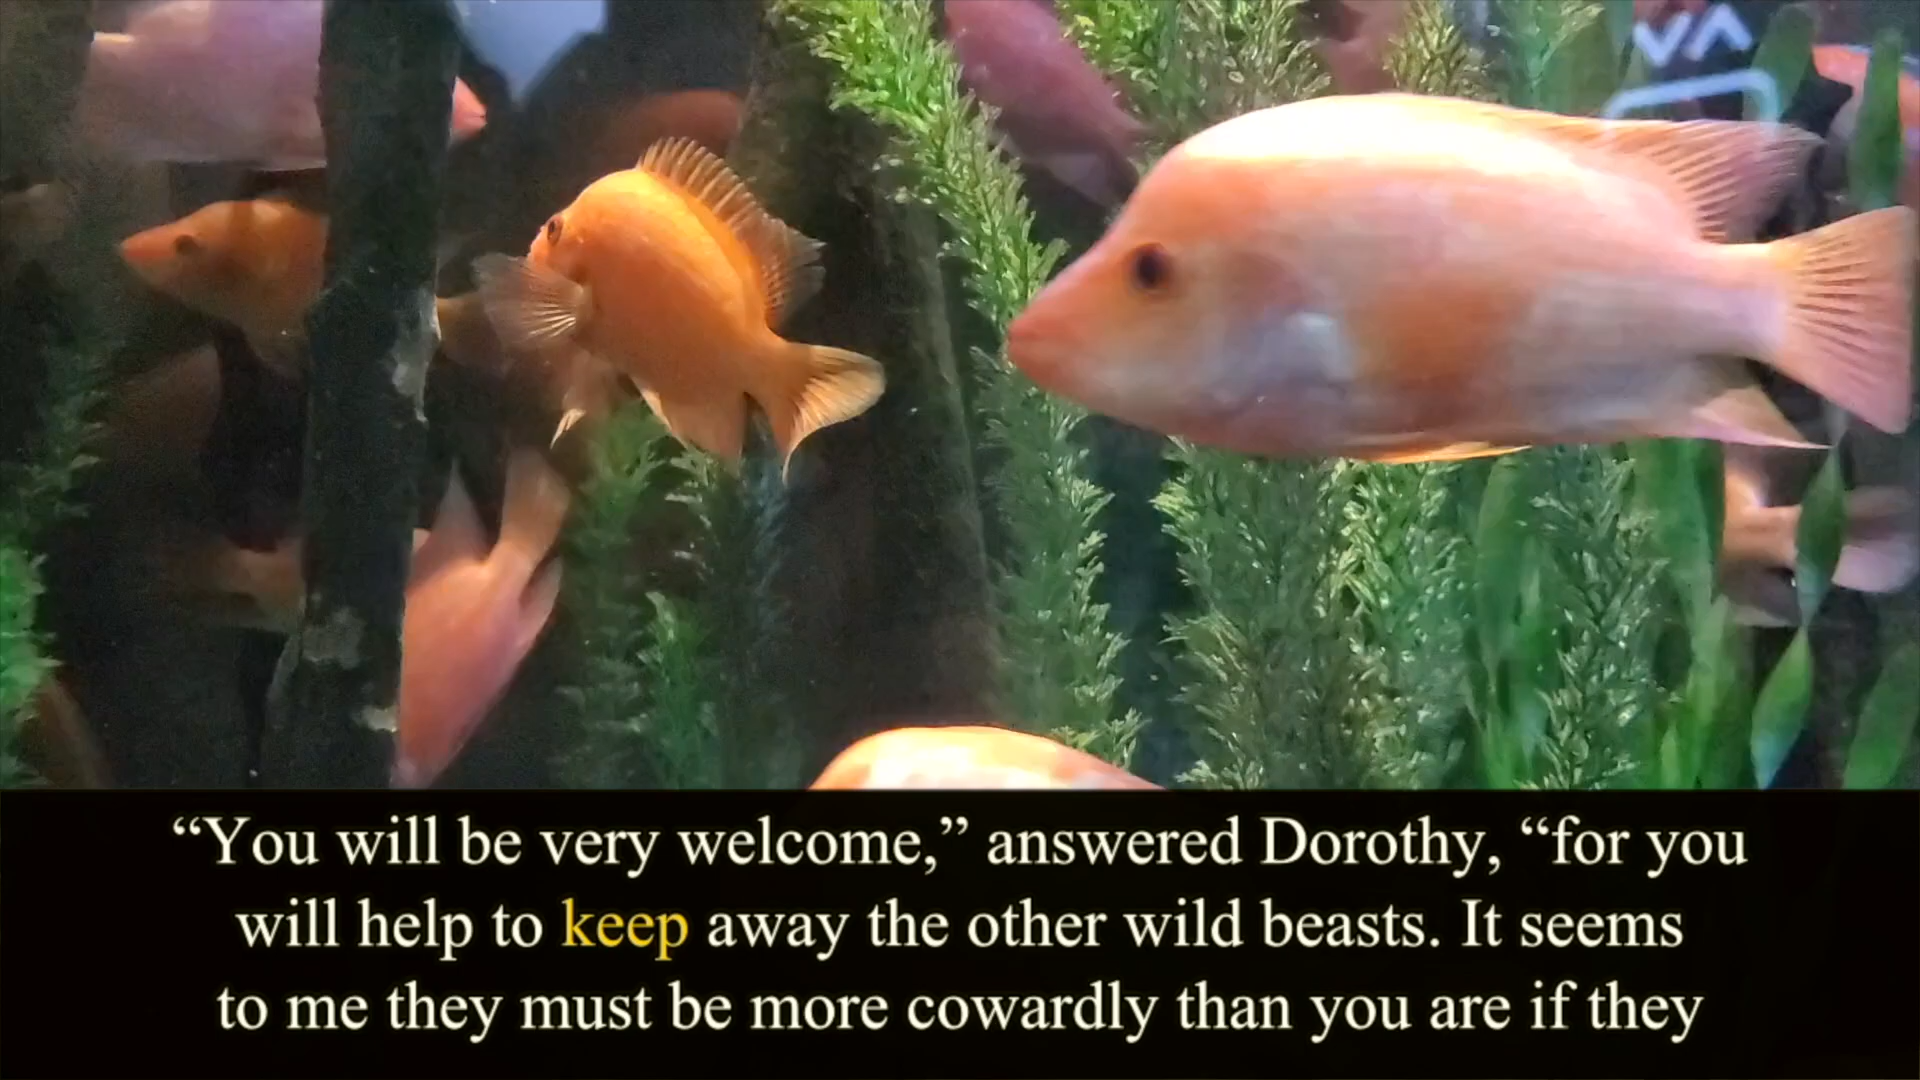 VA
“You will be very welcome,” answered Dorothy, “for you
will help to keep away the other wild beasts. It seems
to me they must be more cowardly than you are if they